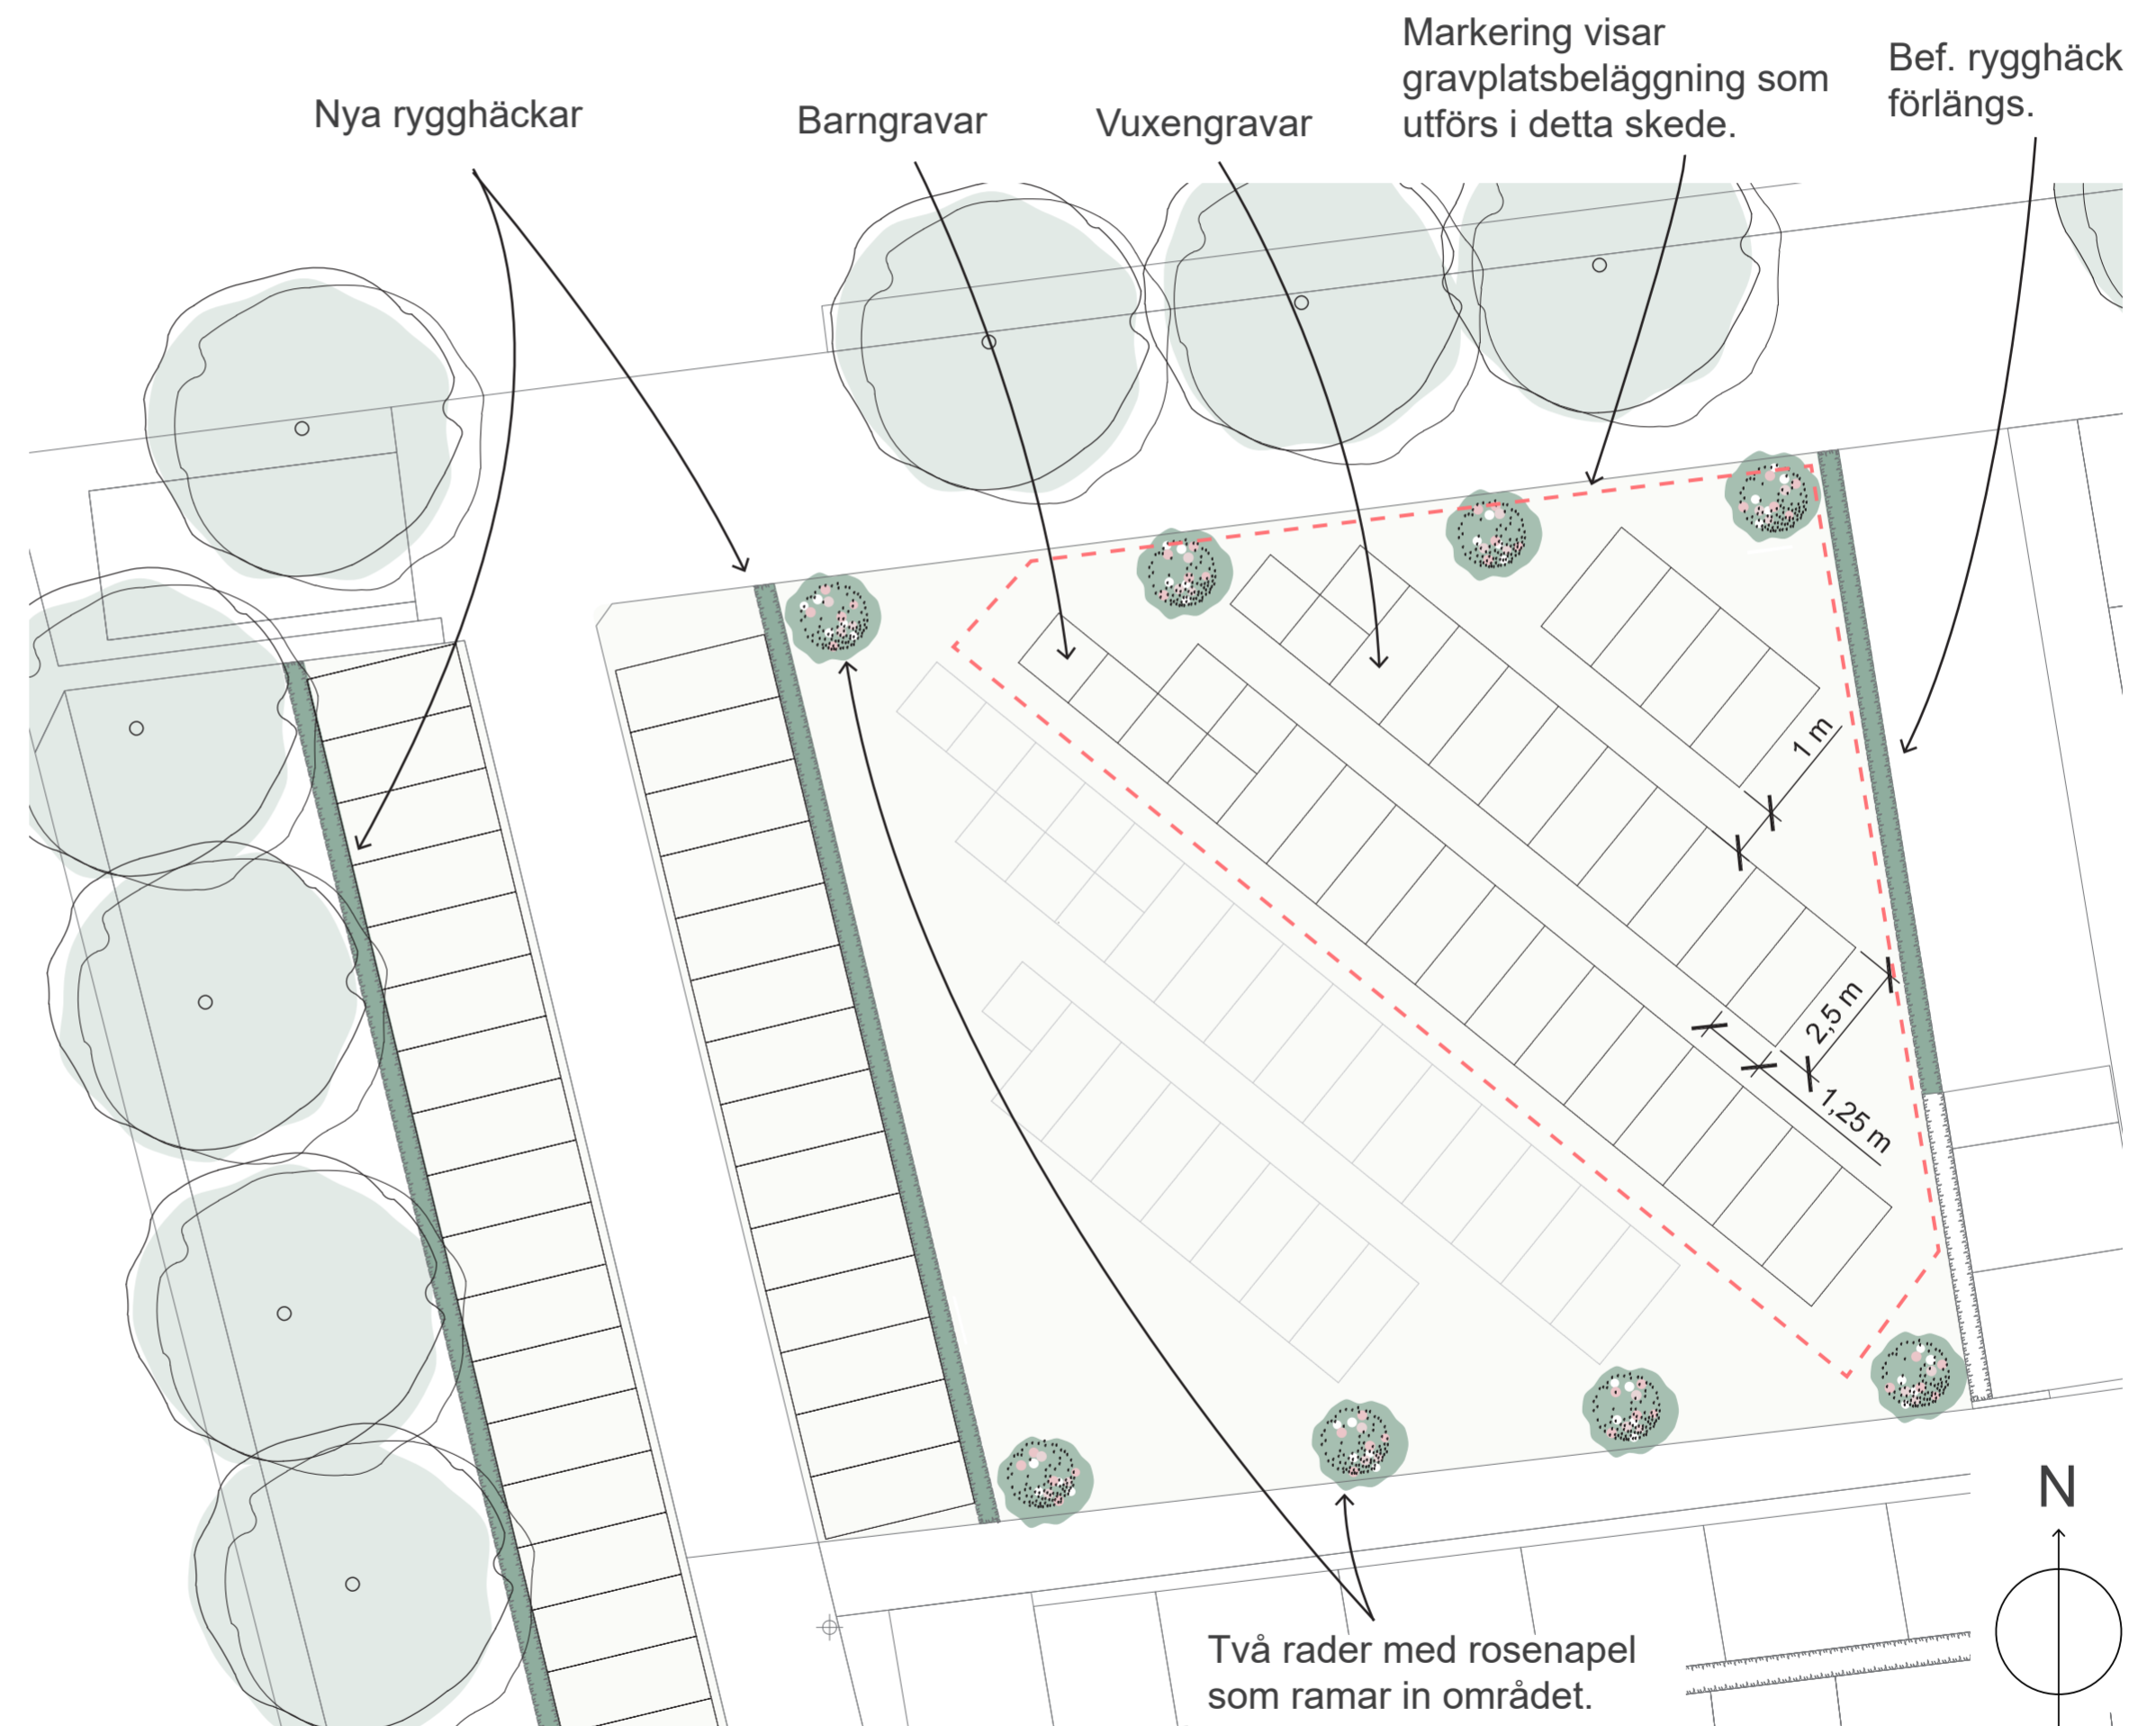 Nya rygghäckar
Barngravar
Vuxengravar
Markering visar
gravplatsbeläggning som
utförs i detta skede.
Bef. rygghäck
förlängs.
1 m
2,5 m
1,25 m
N
Två rader med rosenapel
som ramar in området.